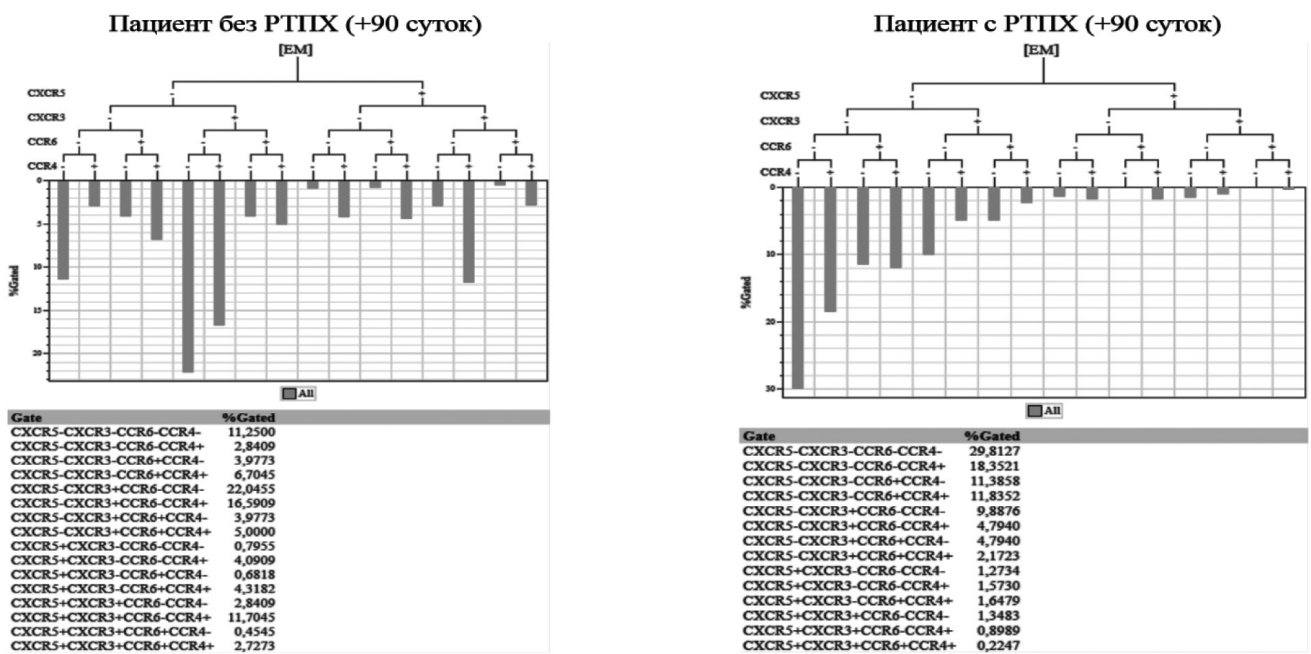 Пациент без РТПХ (+90 суток)
[EM]
CXCR5 - +
CXCR3 - + - +
CCR6 - + - + - + - +
CCR4 - + - + - + - + - + - + - + - +
0
5
10
15
20
%Gated
All
Gate %Gated
CXCR5-CXCR3-CCR6-CCR4- 11,2500
CXCR5-CXCR3-CCR6-CCR4+ 2,8409
CXCR5-CXCR3-CCR6+CCR4- 3,9773
CXCR5-CXCR3-CCR6+CCR4+ 6,7045
CXCR5-CXCR3+CCR6-CCR4- 22,0455
CXCR5-CXCR3+CCR6-CCR4+ 16,5909
CXCR5-CXCR3+CCR6+CCR4- 3,9773
CXCR5-CXCR3+CCR6+CCR4+ 5,0000
CXCR5+CXCR3-CCR6-CCR4- 0,7955
CXCR5+CXCR3-CCR6-CCR4+ 4,0909
CXCR5+CXCR3-CCR6+CCR4- 0,6818
CXCR5+CXCR3-CCR6+CCR4+ 4,3182
CXCR5+CXCR3+CCR6-CCR4- 2,8409
CXCR5+CXCR3+CCR6-CCR4+ 11,7045
CXCR5+CXCR3+CCR6+CCR4- 0,4545
CXCR5+CXCR3+CCR6+CCR4+ 2,7273
Пациент с РТПХ (+90 суток)
[EM]
CXCR5 - +
CXCR3 - + - +
CCR6 - + - + - + - +
CCR4 - + - + - + - + - + - + - + - +
0
10
20
30
%Gated
All
Gate %Gated
CXCR5-CXCR3-CCR6-CCR4- 29,8127
CXCR5-CXCR3-CCR6-CCR4+ 18,3521
CXCR5-CXCR3-CCR6+CCR4- 11,3858
CXCR5-CXCR3-CCR6+CCR4+ 11,8352
CXCR5-CXCR3+CCR6-CCR4- 9,8876
CXCR5-CXCR3+CCR6-CCR4+ 4,7940
CXCR5-CXCR3+CCR6+CCR4- 4,7940
CXCR5-CXCR3+CCR6+CCR4+ 2,1723
CXCR5+CXCR3-CCR6-CCR4- 1,2734
CXCR5+CXCR3-CCR6-CCR4+ 1,5730
CXCR5+CXCR3-CCR6+CCR4+ 1,6479
CXCR5+CXCR3+CCR6-CCR4- 1,3483
CXCR5+CXCR3+CCR6-CCR4+ 0,8989
CXCR5+CXCR3+CCR6+CCR4+ 0,2247